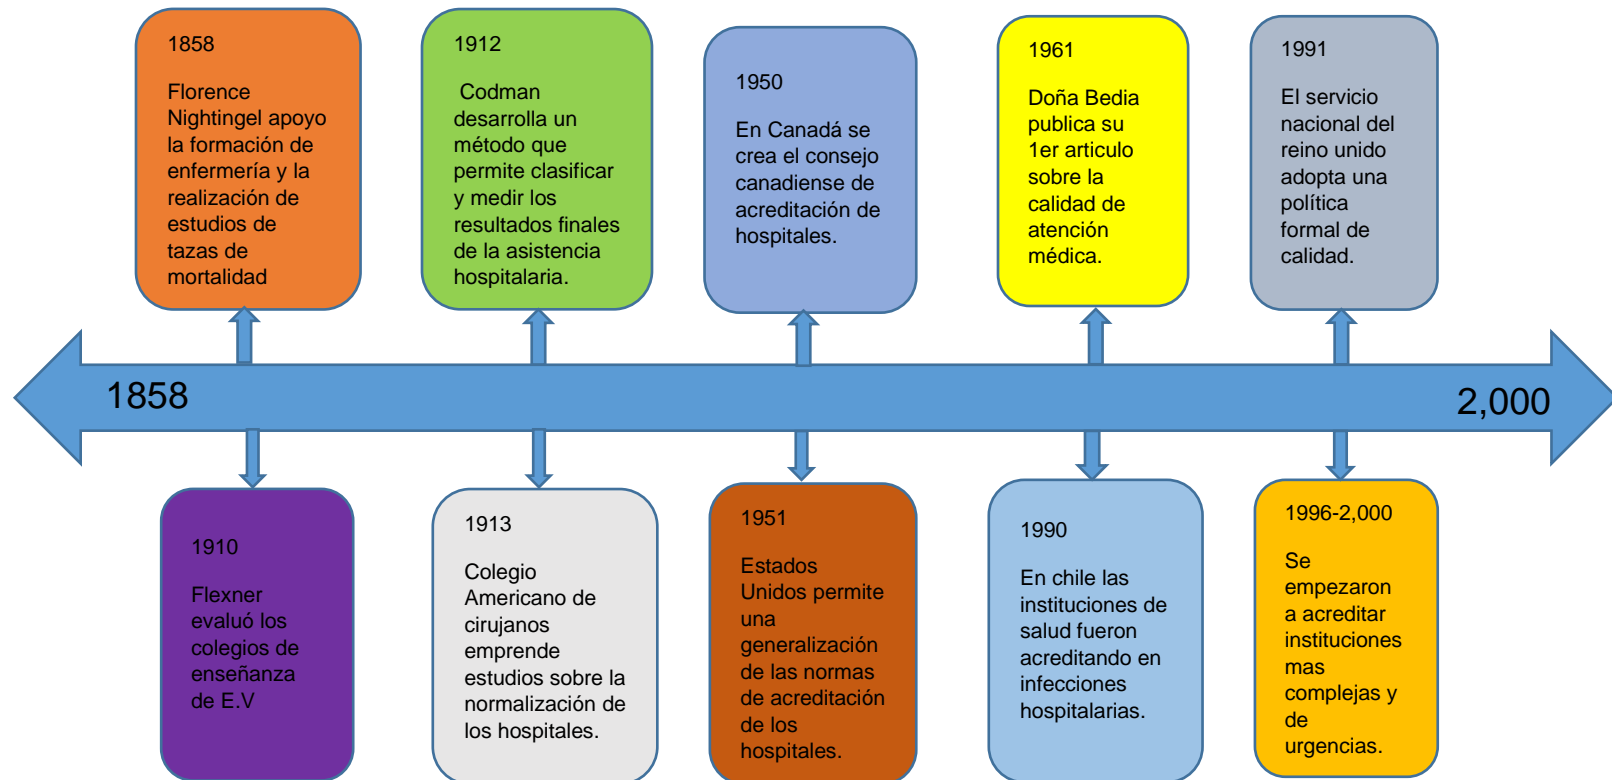 1858
Florence
Nightingel apoyo
la formación de
enfermería y la
realización de
estudios de
tazas de
mortalidad
1912
Codman
desarrolla un
método que
permite clasificar
y medir los
resultados finales
de la asistencia
hospitalaria.
1950
En Canadá se
crea el consejo
canadiense de
acreditación de
hospitales.
1961
Doña Bedia
publica su
1er articulo
sobre la
calidad de
atención
médica.
1991
El servicio
nacional del
reino unido
adopta una
política
formal de
calidad.
1858
2,000
1910
Flexner
evaluó los
colegios de
enseñanza
de E.V
1913
Colegio
Americano de
cirujanos
emprende
estudios sobre la
normalización de
los hospitales.
1951
Estados
Unidos permite
una
generalización
de las normas
de acreditación
de los
hospitales.
1990
En chile las
instituciones de
salud fueron
acreditando en
infecciones
hospitalarias.
1996-2,000
Se
empezaron
a acreditar
instituciones
mas
complejas y
de
urgencias.